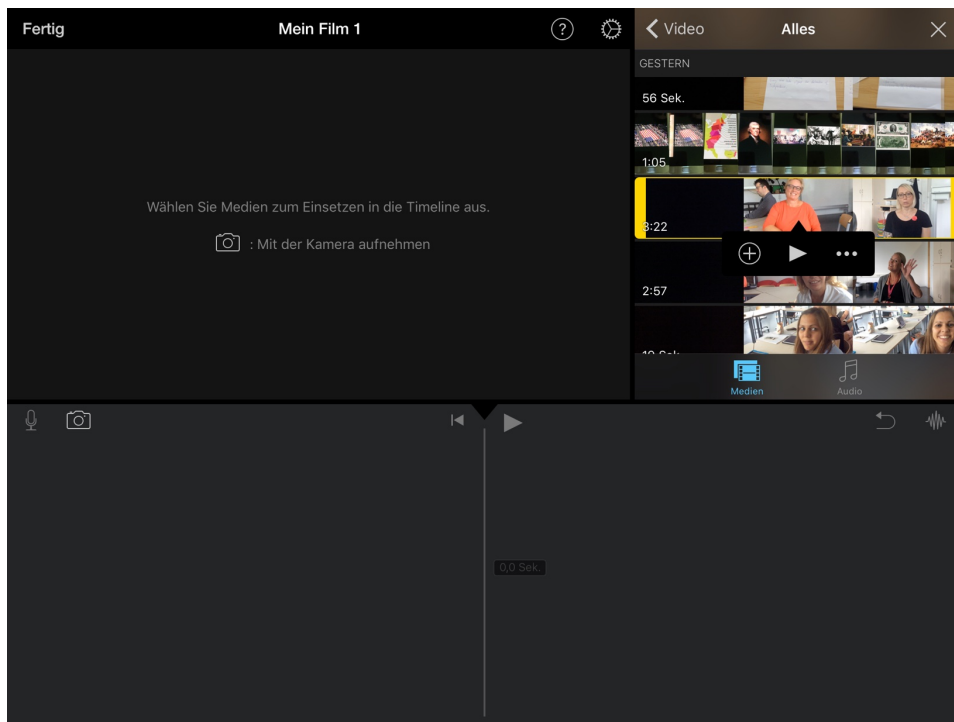 Fertig
Mein Film 1
?
Video
Alles
GESTERN
56 Sek.
1:05
Wählen Sie Medien zum Einsetzen in die Timeline aus.
: Mit der Kamera aufnehmen
3:22
2:57
Medien
Audio
0,0 Sek.